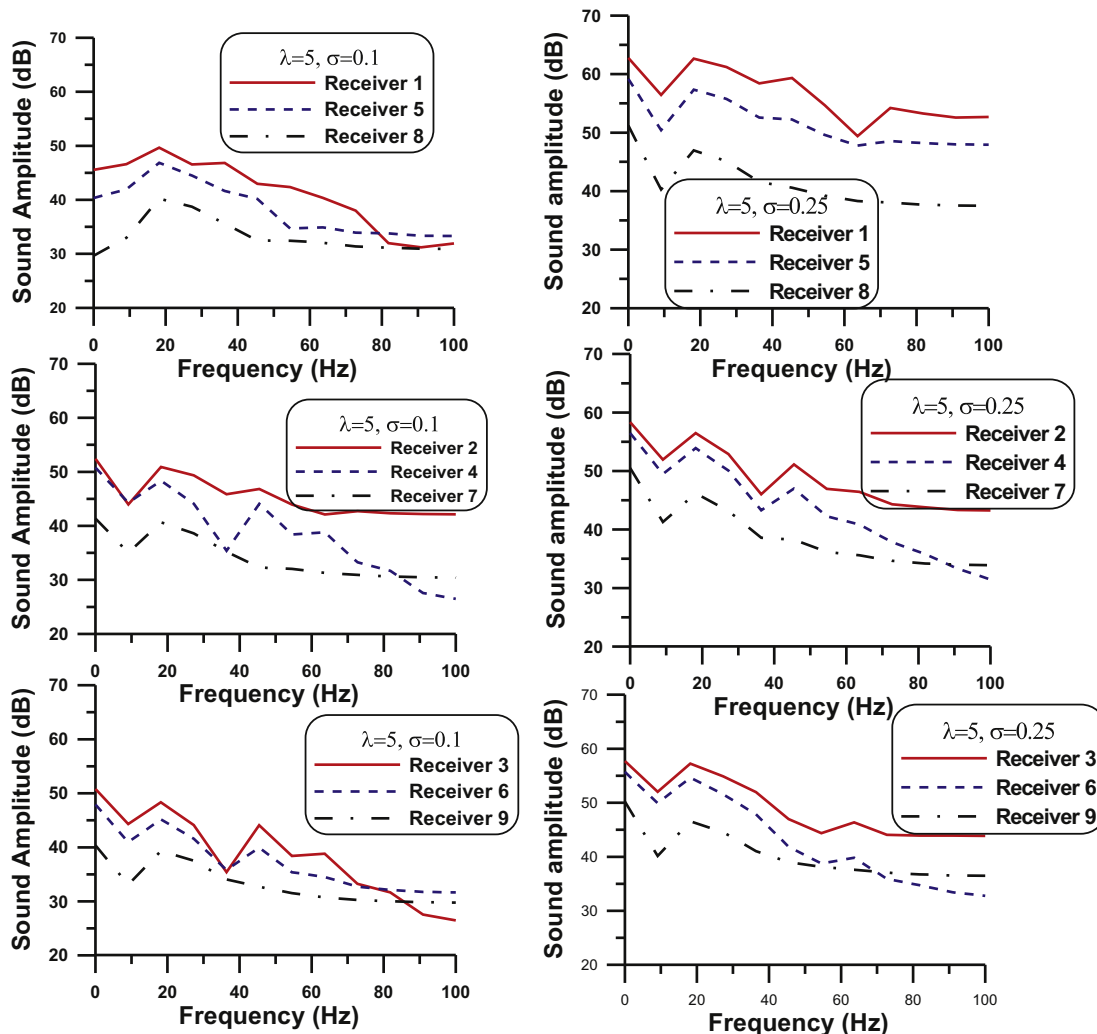 70
60
50
40
30
20
Sound Amplitude (dB)
λ=5, σ=0.1
Receiver 1
Receiver 5
Receiver 8
0 20 40 60 80 100
Frequency (Hz)
70
60
50
40
30
20
Sound amplitude (dB)
λ=5, σ=0.25
Receiver 1
Receiver 5
Receiver 8
0 20 40 60 80 100
Frequency (Hz)
70
60
50
40
30
20
Sound Amplitude (dB)
λ=5, σ=0.1
Receiver 2
Receiver 4
Receiver 7
0 20 40 60 80 100
Frequency (Hz)
70
60
50
40
30
20
Sound amplitude (dB)
λ=5, σ=0.25
Receiver 2
Receiver 4
Receiver 7
0 20 40 60 80 100
Frequency (Hz)
70
60
50
40
30
20
Sound Amplitude (dB)
λ=5, σ=0.1
Receiver 3
Receiver 6
Receiver 9
0 20 40 60 80 100
Frequency (Hz)
70
60
50
40
30
20
Sound amplitude (dB)
λ=5, σ=0.25
Receiver 3
Receiver 6
Receiver 9
0 20 40 60 80 100
Frequency (Hz)